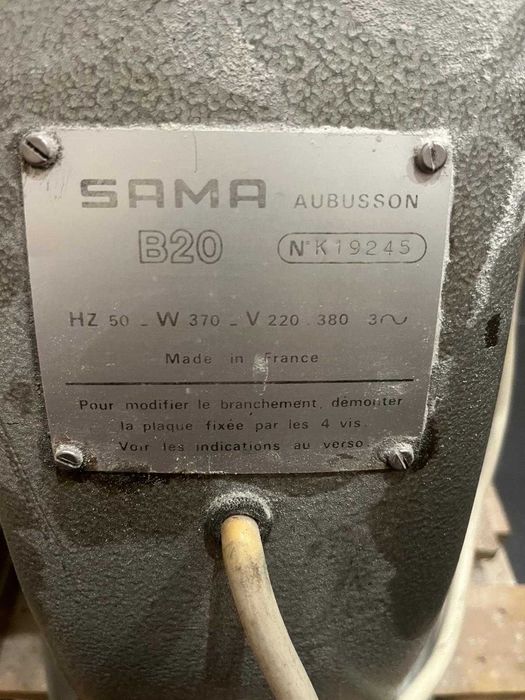 SAMA AUBUSSON
B20 N°K19245
HZ 50 _ W 370 _ V 220 . 380 3~
Made in France
Pour modifier le branchement, démonter
la plaque fixée par les 4 vis.
Voir les indications au verso.